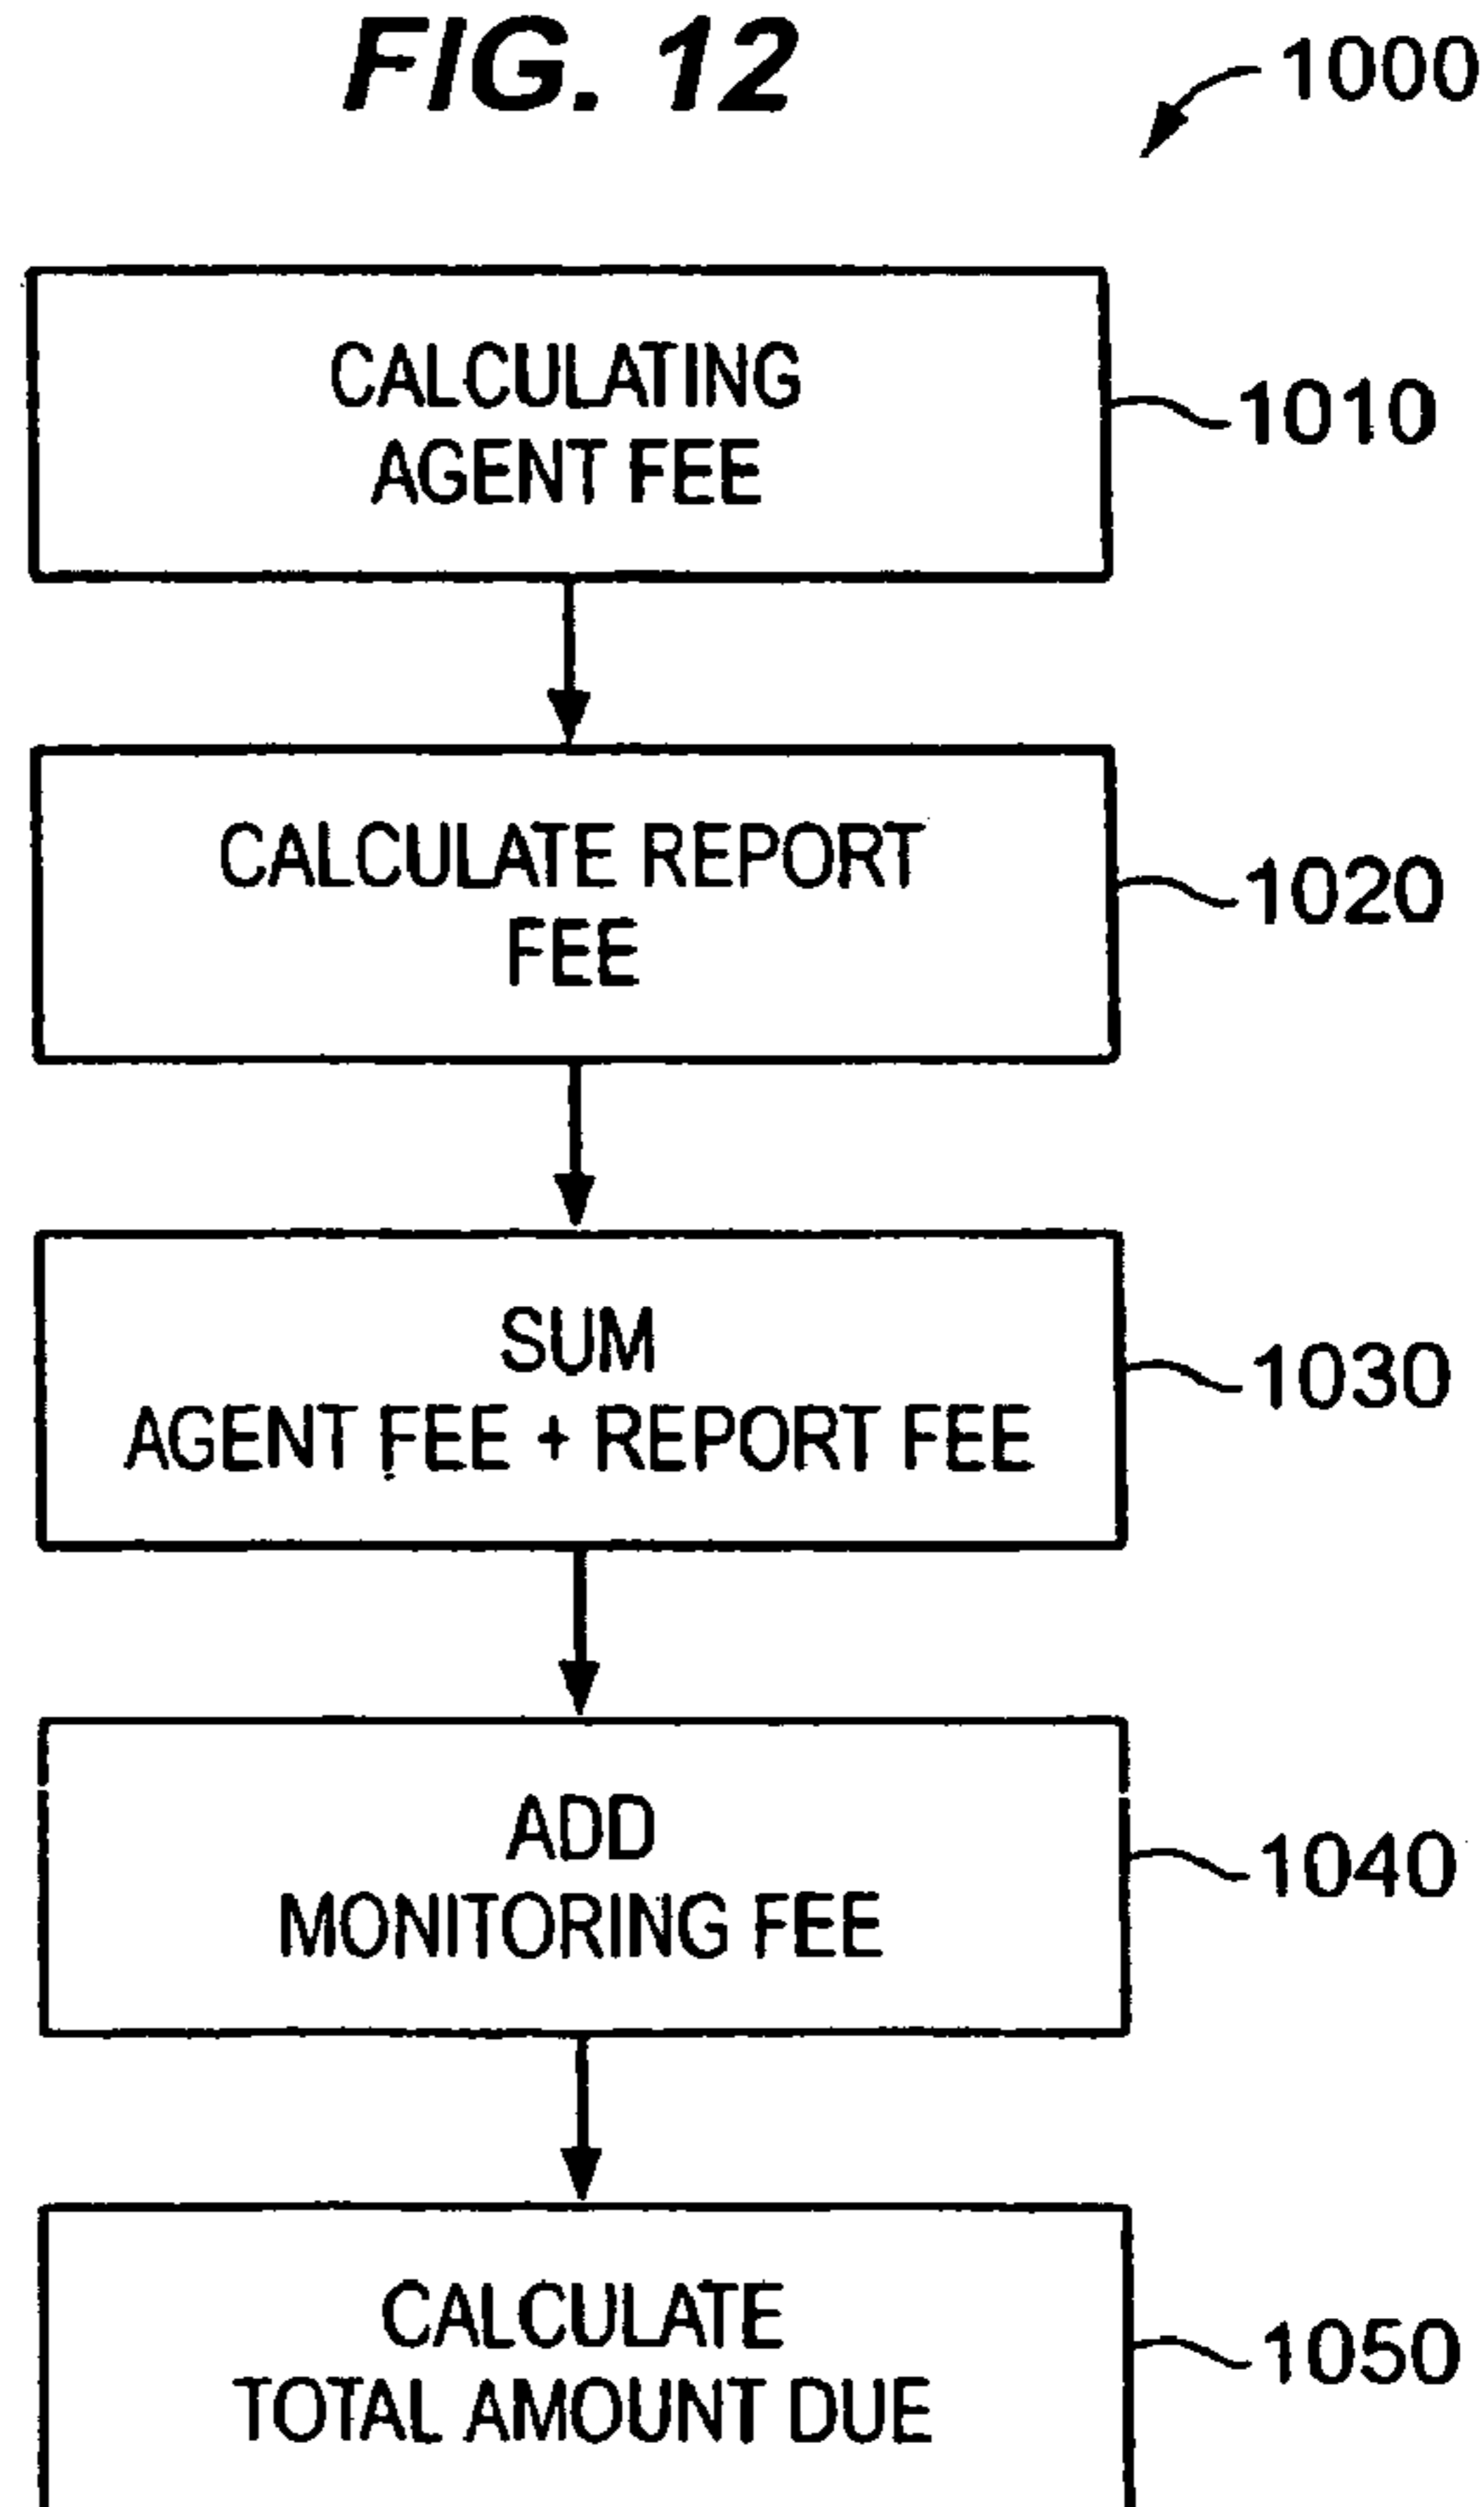 FIG. 12
1000
CALCULATING
AGENT FEE
1010
CALCULATE REPORT
FEE
1020
SUM
AGENT FEE + REPORT FEE
1030
ADD
MONITORING FEE
1040
CALCULATE
TOTAL AMOUNT DUE
1050